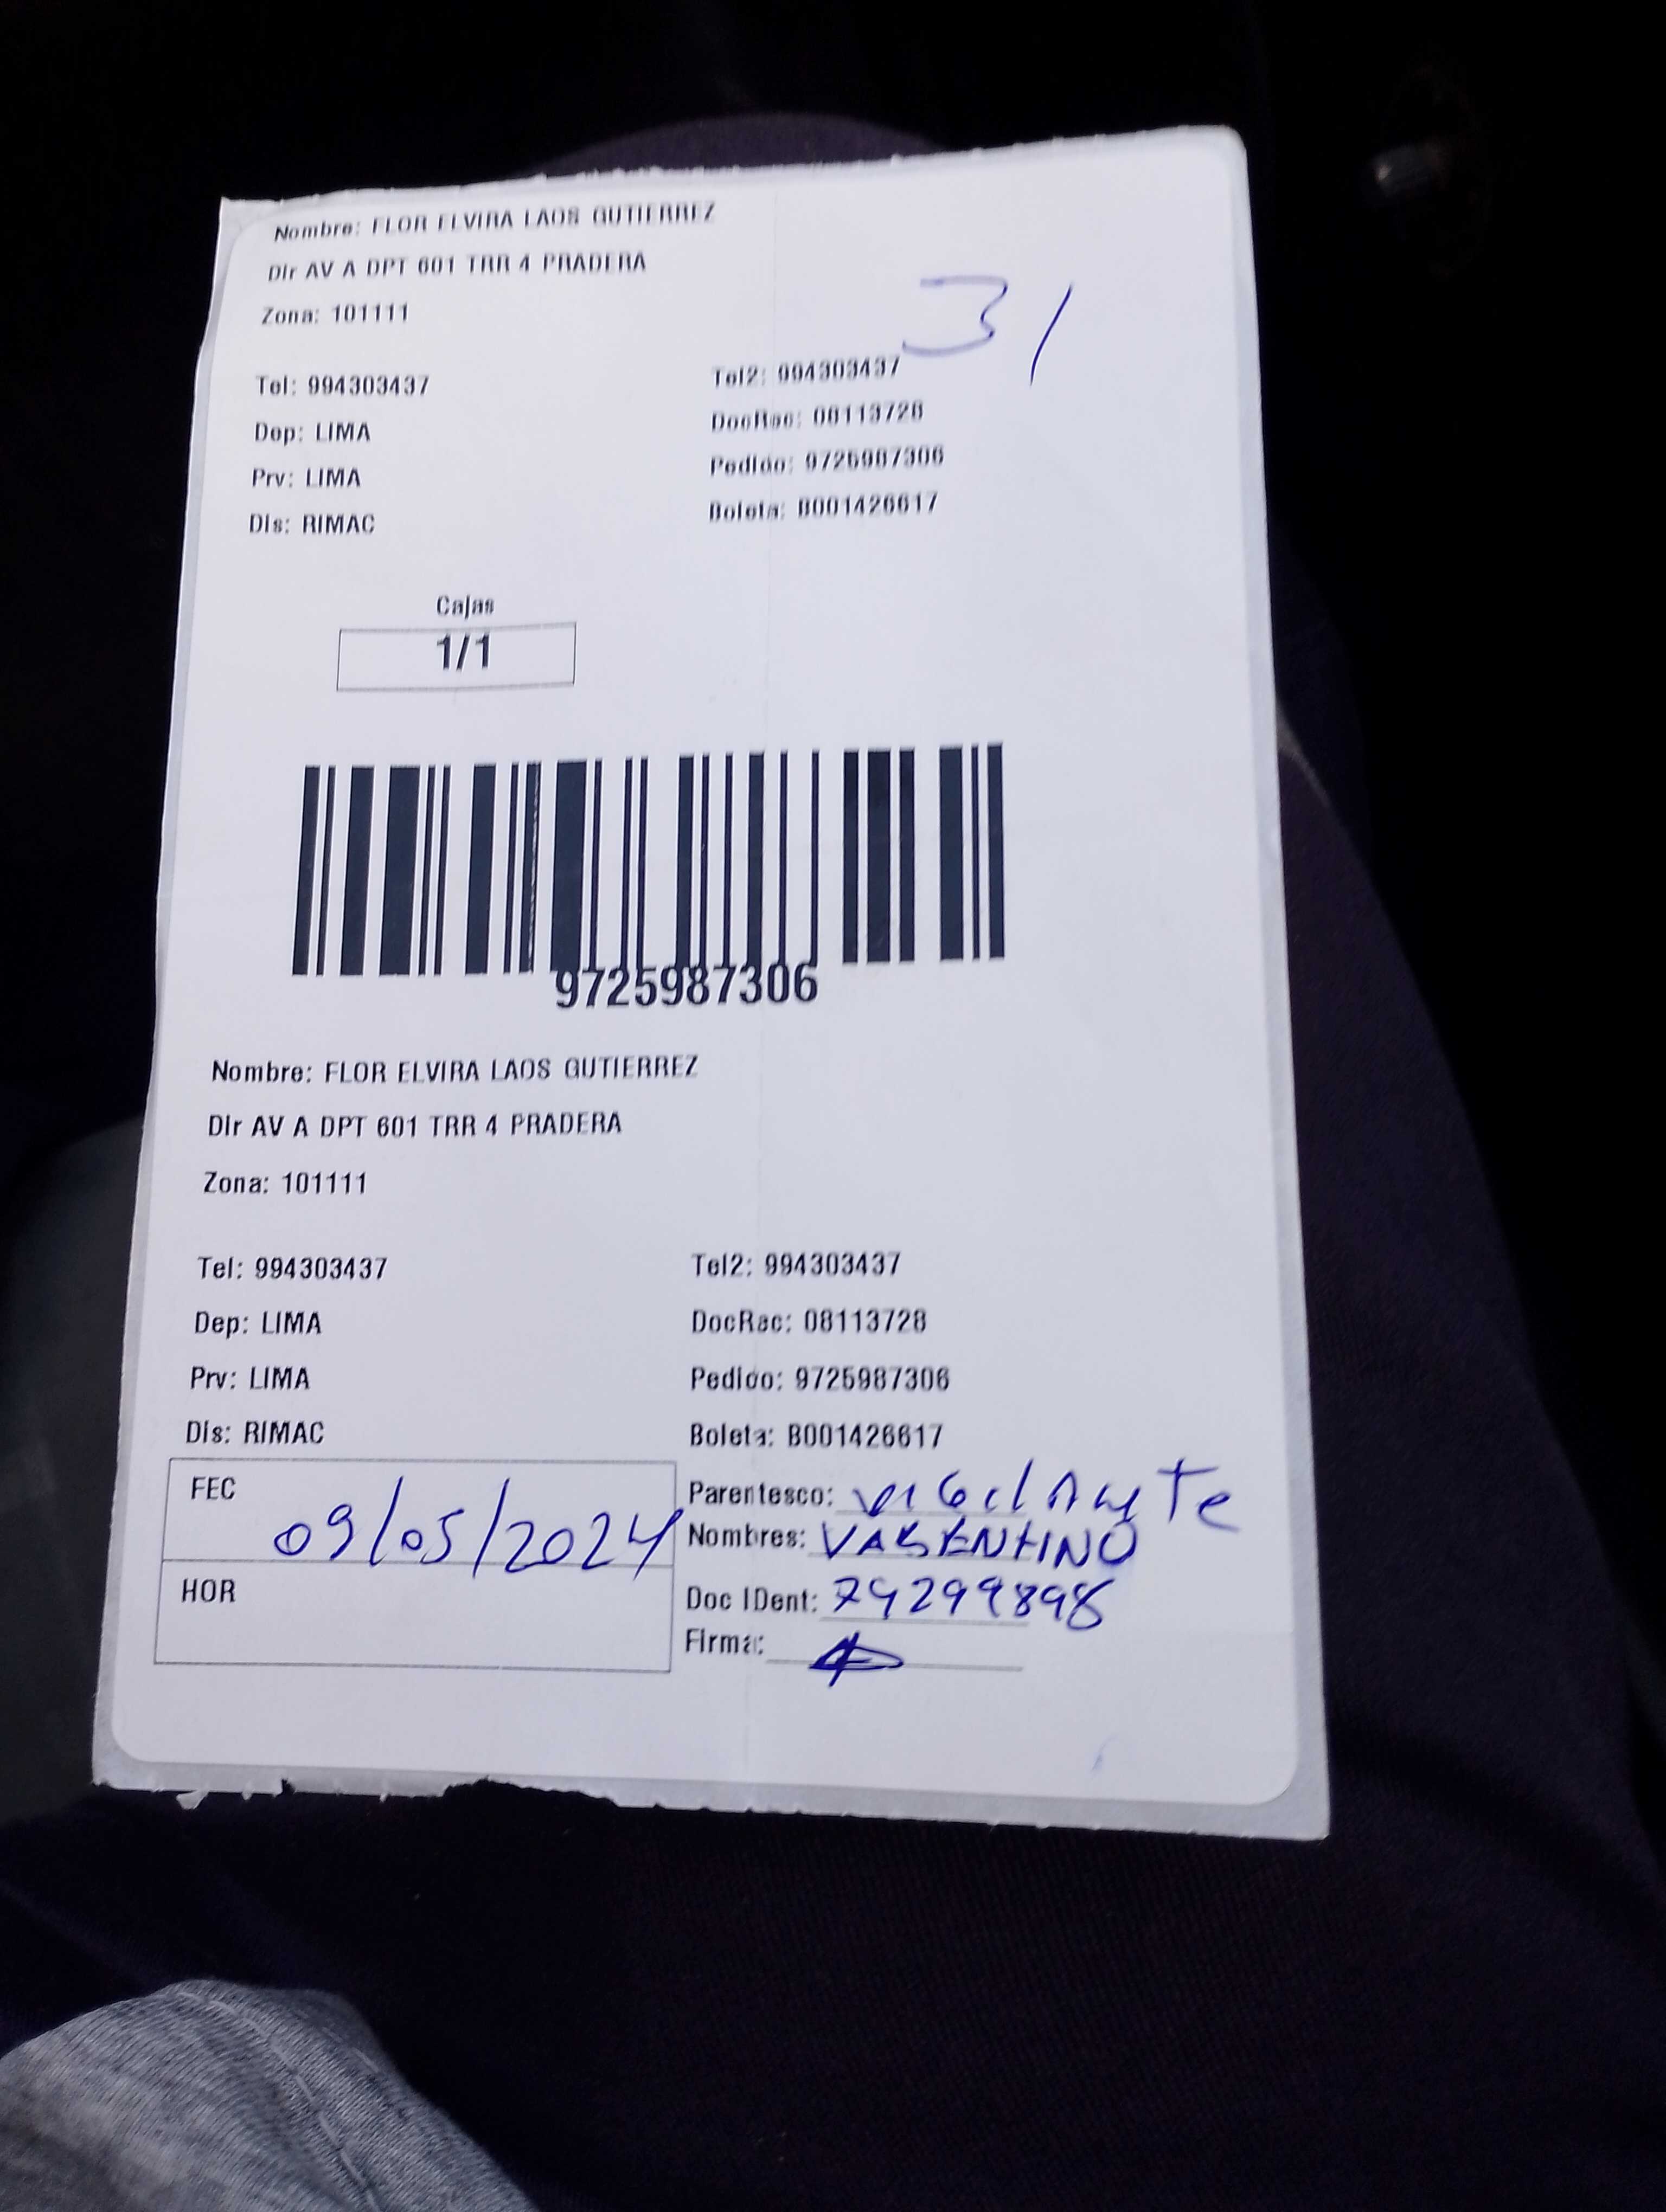 Nombre: FLOR ELVIRA LAOS GUTIERREZ
Dir AV A DPT 601 TRR 4 PRADERA
31
Zona: 101111
Tel: 994303437 Tel2: 994303437
Dep: LIMA DocRec: 08113728
Prv: LIMA Pedido: 9725987306
Dis: RIMAC Boleta: B001426617
Cajas
1/1
9725987306
Nombre: FLOR ELVIRA LAOS GUTIERREZ
Dir AV A DPT 601 TRR 4 PRADERA
Zona: 101111
Tel: 994303437 Tel2: 994303437
Dep: LIMA DocRec: 08113728
Prv: LIMA Pedido: 9725987306
Dis: RIMAC Boleta: B001426617
FEC 09/05/2024 Parentesco: vigilante
Nombres: VALENTINO
HOR Doc IDent: 74299898
Firma: